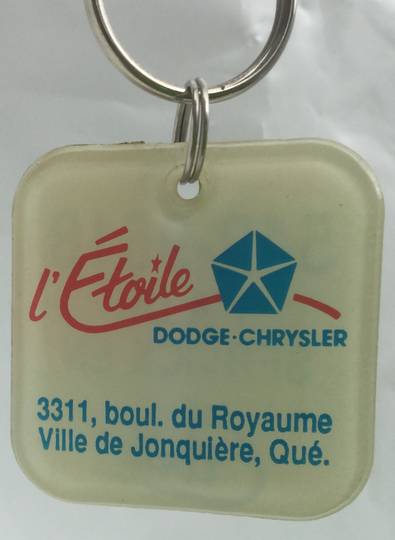 l'Étoile
DODGE·CHRYSLER
3311, boul. du Royaume
Ville de Jonquière, Qué.